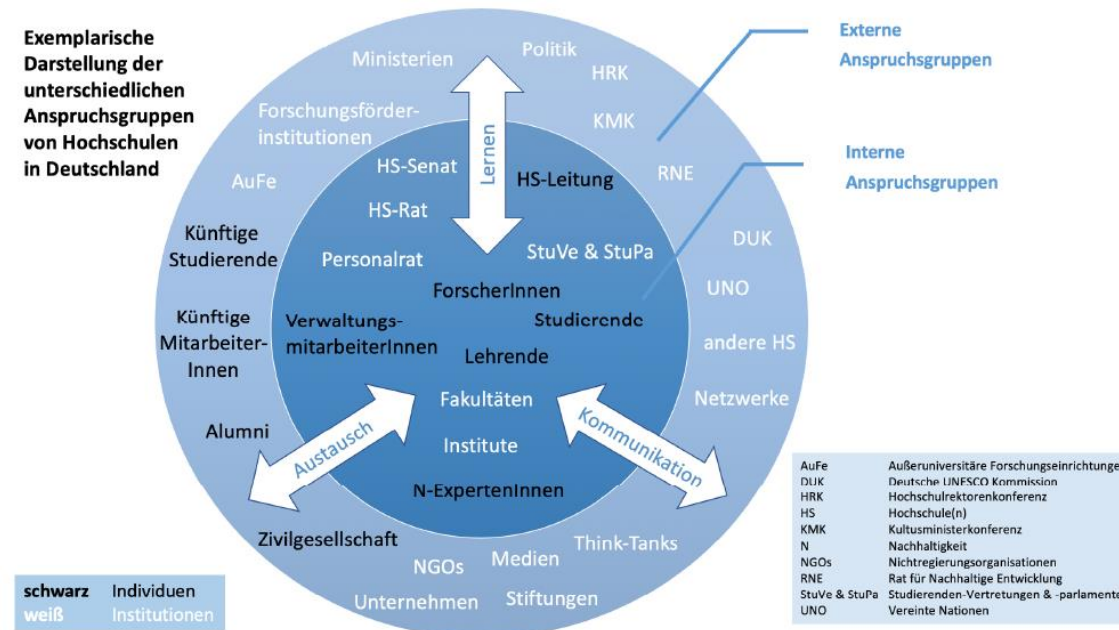 Exemplarische
Darstellung der
unterschiedlichen
Anspruchsgruppen
von Hochschulen
in Deutschland
Externe
Anspruchsgruppen
Interne
Anspruchsgruppen
Ministerien
Politik
HRK
KMK
RNE
DUK
UNO
andere HS
Netzwerke
Forschungsförder-
institutionen
AuFe
Künftige
Studierende
Künftige
Mitarbeiter-
Innen
Alumni
Zivilgesellschaft
NGOs
Medien
Think-Tanks
Unternehmen
Stiftungen
Lernen
Austausch
Kommunikation
HS-Senat
HS-Leitung
HS-Rat
Personalrat
StuVe & StuPa
ForscherInnen
Studierende
Verwaltungs-
mitarbeiterInnen
Lehrende
Fakultäten
Institute
N-ExpertenInnen
schwarz Individuen
weiß Institutionen
AuFe Außeruniversitäre Forschungseinrichtunge
DUK Deutsche UNESCO Kommission
HRK Hochschulrektorenkonferenz
HS Hochschule(n)
KMK Kultusministerkonferenz
N Nachhaltigkeit
NGOs Nichtregierungsorganisationen
RNE Rat für Nachhaltige Entwicklung
StuVe & StuPa Studierenden-Vertretungen & -parlamente
UNO Vereinte Nationen